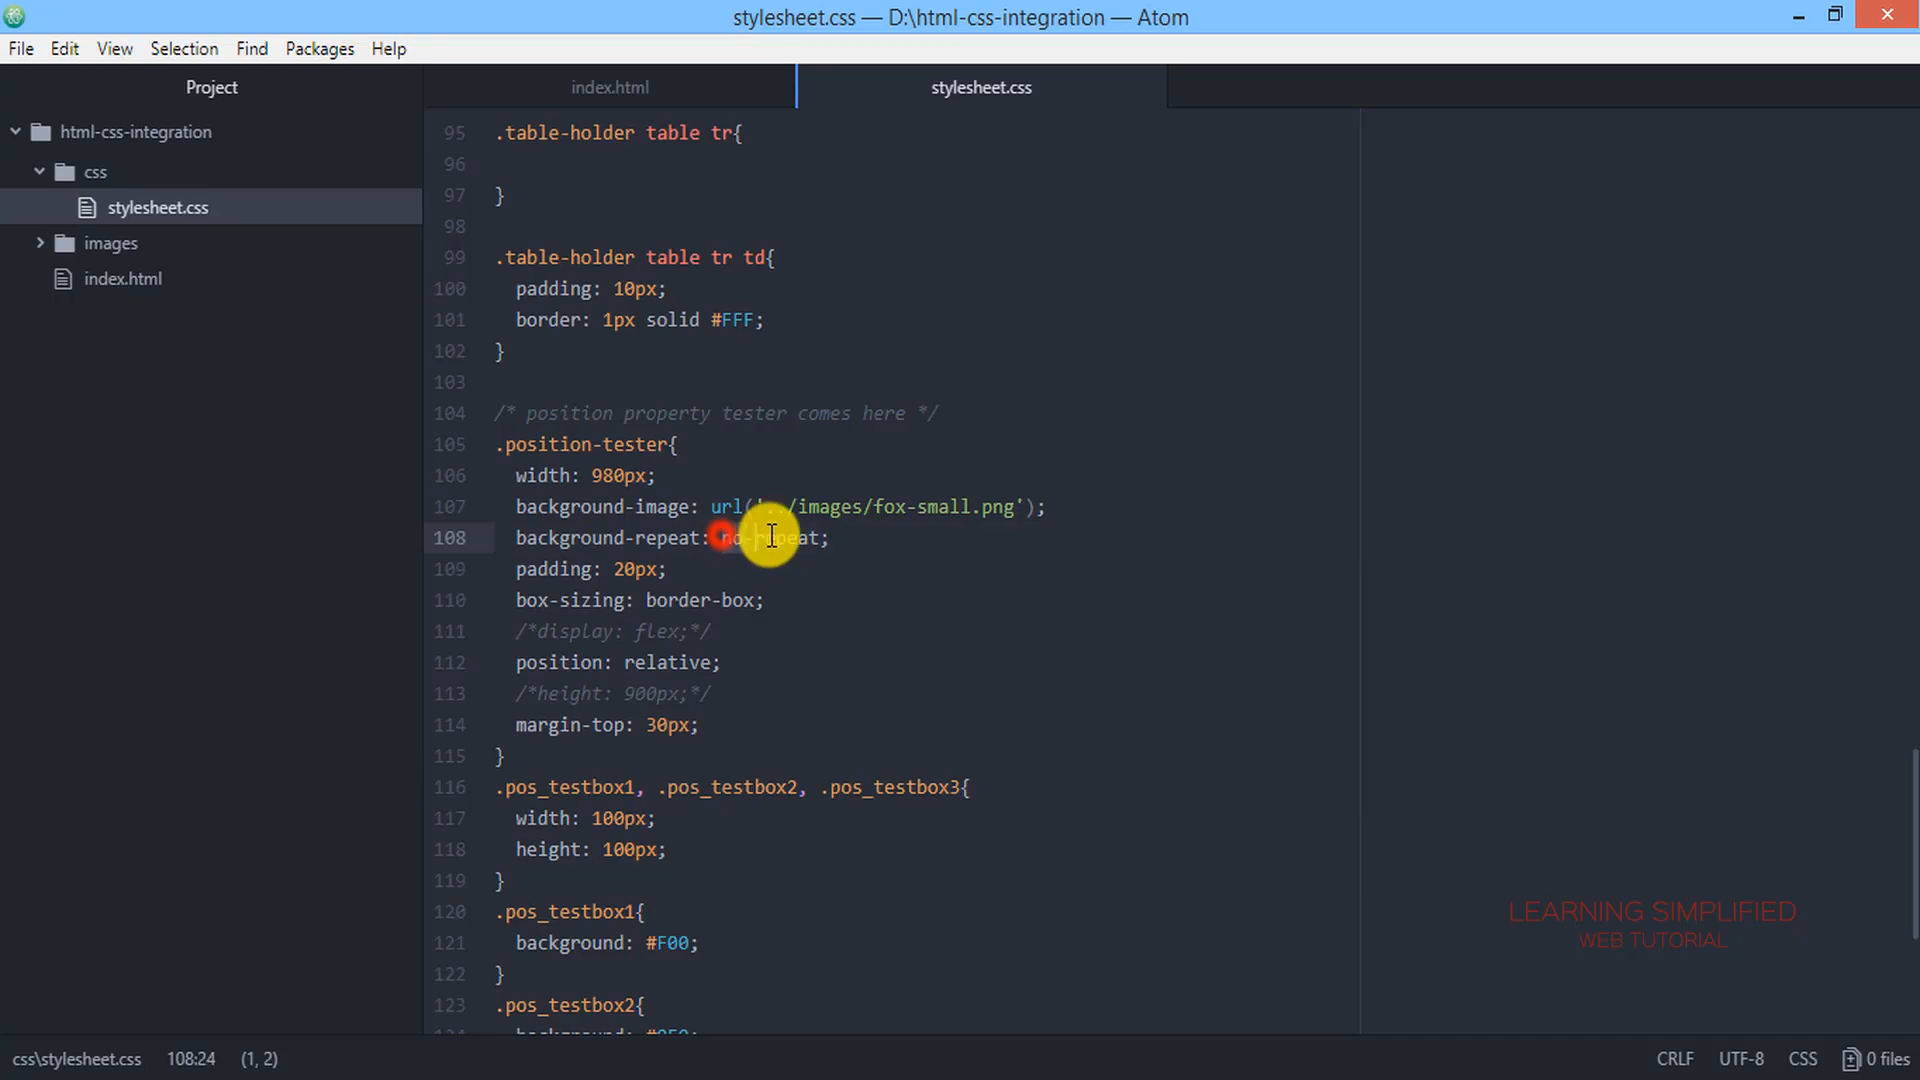 stylesheet.css — D:\html-css-integration — Atom
File Edit View Selection Find Packages Help
Project
index.html
stylesheet.css
html-css-integration
css
stylesheet.css
images
index.html
95 .table-holder table tr{
96
97 }
98
99 .table-holder table tr td{
100 padding: 10px;
101 border: 1px solid #FFF;
102 }
103
104 /* position property tester comes here */
105 .position-tester{
106 width: 980px;
107 background-image: url('../images/fox-small.png');
108 background-repeat: no-repeat;
109 padding: 20px;
110 box-sizing: border-box;
111 /*display: flex;*/
112 position: relative;
113 /*height: 900px;*/
114 margin-top: 30px;
115 }
116 .pos_testbox1, .pos_testbox2, .pos_testbox3{
117 width: 100px;
118 height: 100px;
119 }
120 .pos_testbox1{
121 background: #F00;
122 }
123 .pos_testbox2{
LEARNING SIMPLIFIED
WEB TUTORIAL
css\stylesheet.css 108:24 (1, 2)
CRLF UTF-8 CSS 0 files